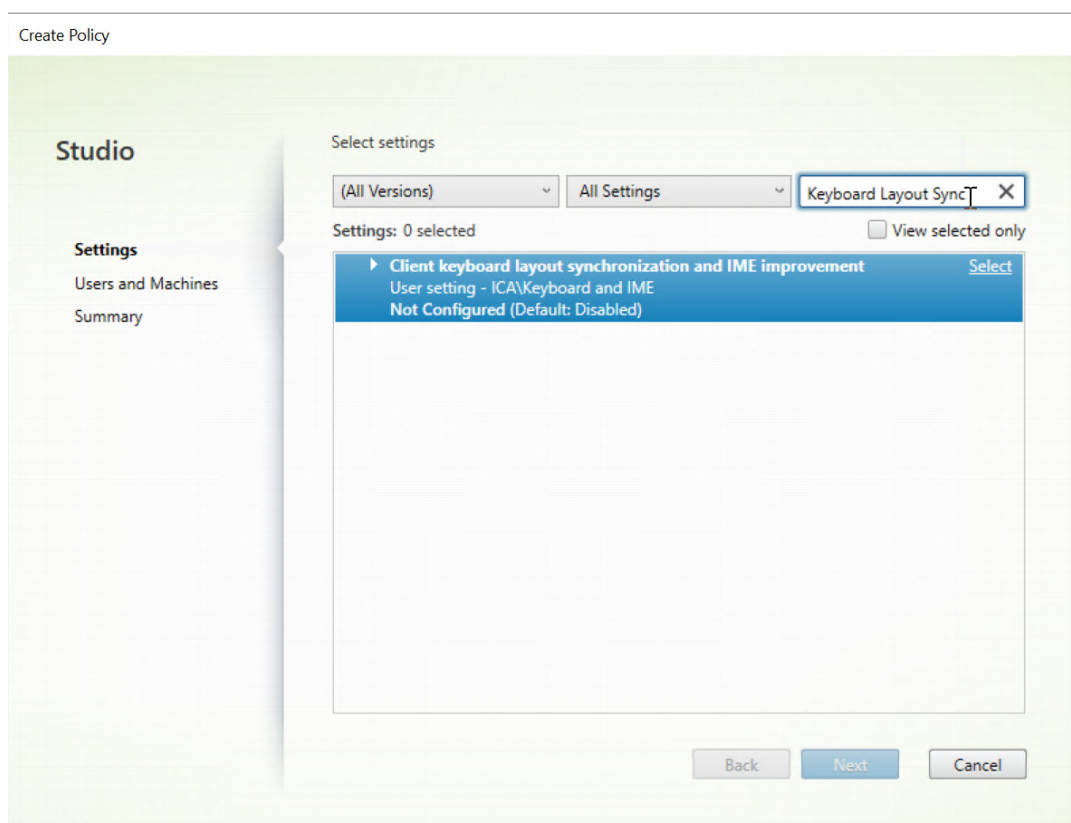 Create Policy
Studio
Settings
Users and Machines
Summary
Select settings
(All Versions)
All Settings
Keyboard Layout Sync
Settings: 0 selected
View selected only
Client keyboard layout synchronization and IME improvement
Select
User setting - ICA\Keyboard and IME
Not Configured (Default: Disabled)
Back
Next
Cancel